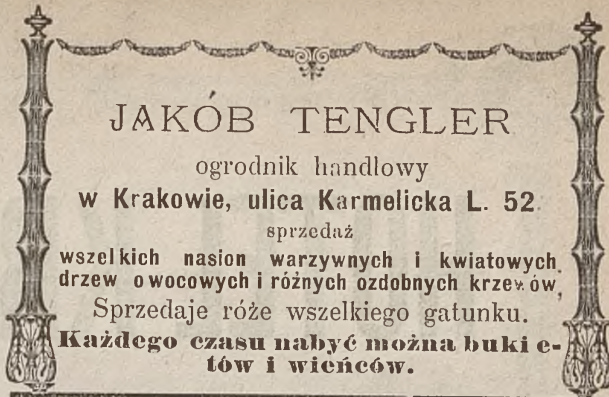 JAKÓB TENGLER
ogrodnik handlowy
w Krakowie, ulica Karmelicka L. 52
sprzedaż
wszelkich nasion warzywnych i kwiatowych,
drzew owocowych i różnych ozdobnych krzewów,
Sprzedaje róże wszelkiego gatunku.
Każdego czasu nabyć można buki e-
tów i wieńców.